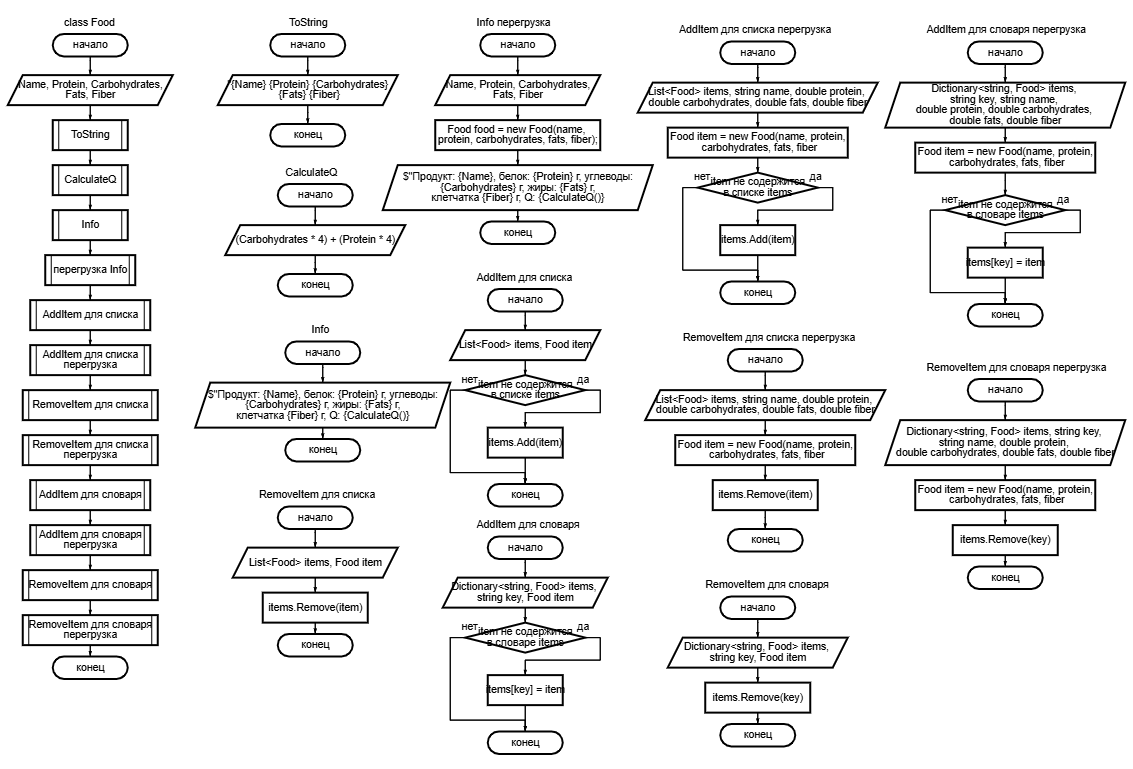 class Food
начало
Name, Protein, Carbohydrates,
Fats, Fiber
ToString
CalculateQ
Info
перегрузка Info
AddItem для списка
AddItem для списка
перегрузка
RemoveItem для списка
RemoveItem для списка
перегрузка
AddItem для словаря
AddItem для словаря
перегрузка
RemoveItem для словаря
RemoveItem для словаря
перегрузка
конец
ToString
начало
"{Name} {Protein} {Carbohydrates}
{Fats} {Fiber}
конец
CalculateQ
начало
(Carbohydrates * 4) + (Protein * 4)
конец
Info
начало
$"Продукт: {Name}, белок: {Protein} г, углеводы:
{Carbohydrates} г, жиры: {Fats} г,
клетчатка {Fiber} г, Q: {CalculateQ()}
конец
RemoveItem для списка
начало
List<Food> items, Food item
items.Remove(item)
конец
Info перегрузка
начало
Name, Protein, Carbohydrates,
Fats, Fiber
Food food = new Food(name,
protein, carbohydrates, fats, fiber);
$"Продукт: {Name}, белок: {Protein} г, углеводы:
{Carbohydrates} г, жиры: {Fats} г,
клетчатка {Fiber} г, Q: {CalculateQ()}
конец
AddItem для списка
начало
List<Food> items, Food item
нет
item не содержится
в списке items
да
items.Add(item)
конец
AddItem для словаря
начало
Dictionary<string, Food> items,
string key, Food item
нет
item не содержится
в словаре items
да
items[key] = item
конец
AddItem для списка перегрузка
начало
List<Food> items, string name, double protein,
double carbohydrates, double fats, double fiber
Food item = new Food(name, protein,
carbohydrates, fats, fiber
нет
item не содержится
в списке items
да
items.Add(item)
конец
RemoveItem для списка перегрузка
начало
List<Food> items, string name, double protein,
double carbohydrates, double fats, double fiber
Food item = new Food(name, protein,
carbohydrates, fats, fiber
items.Remove(item)
конец
RemoveItem для словаря
начало
Dictionary<string, Food> items,
string key, Food item
items.Remove(key)
конец
AddItem для словаря перегрузка
начало
Dictionary<string, Food> items,
string key, string name,
double protein, double carbohydrates,
double fats, double fiber
Food item = new Food(name, protein,
carbohydrates, fats, fiber
нет
item не содержится
в словаре items
да
items[key] = item
конец
RemoveItem для словаря перегрузка
начало
Dictionary<string, Food> items, string key,
string name, double protein,
double carbohydrates, double fats, double fiber
Food item = new Food(name, protein,
carbohydrates, fats, fiber
items.Remove(key)
конец